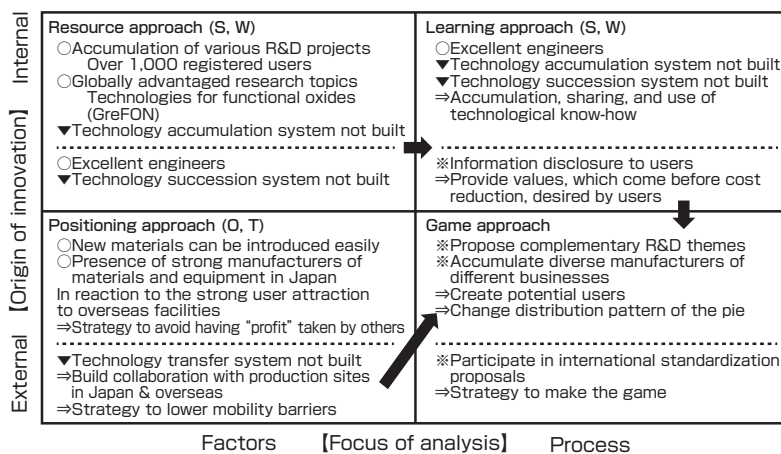 Internal
【Origin of innovation】
External
Resource approach (S, W)
○Accumulation of various R&D projects
Over 1,000 registered users
○Globally advantaged research topics
Technologies for functional oxides
(GreFON)
▼Technology accumulation system not built
○Excellent engineers
▼Technology succession system not built
Learning approach (S, W)
○Excellent engineers
▼Technology accumulation system not built
▼Technology succession system not built
⇒Accumulation, sharing, and use of
technological know-how
※Information disclosure to users
⇒Provide values, which come before cost
reduction, desired by users
Positioning approach (O, T)
○New materials can be introduced easily
○Presence of strong manufacturers of
materials and equipment in Japan
In reaction to the strong user attraction
to overseas facilities
⇒Strategy to avoid having “profit” taken by others
▼Technology transfer system not built
⇒Build collaboration with production sites
in Japan & overseas
⇒Strategy to lower mobility barriers
Game approach
※Propose complementary R&D themes
※Accumulate diverse manufacturers of
different businesses
⇒Create potential users
⇒Change distribution pattern of the pie
※Participate in international standardization
proposals
⇒Strategy to make the game
Factors 【Focus of analysis】 Process